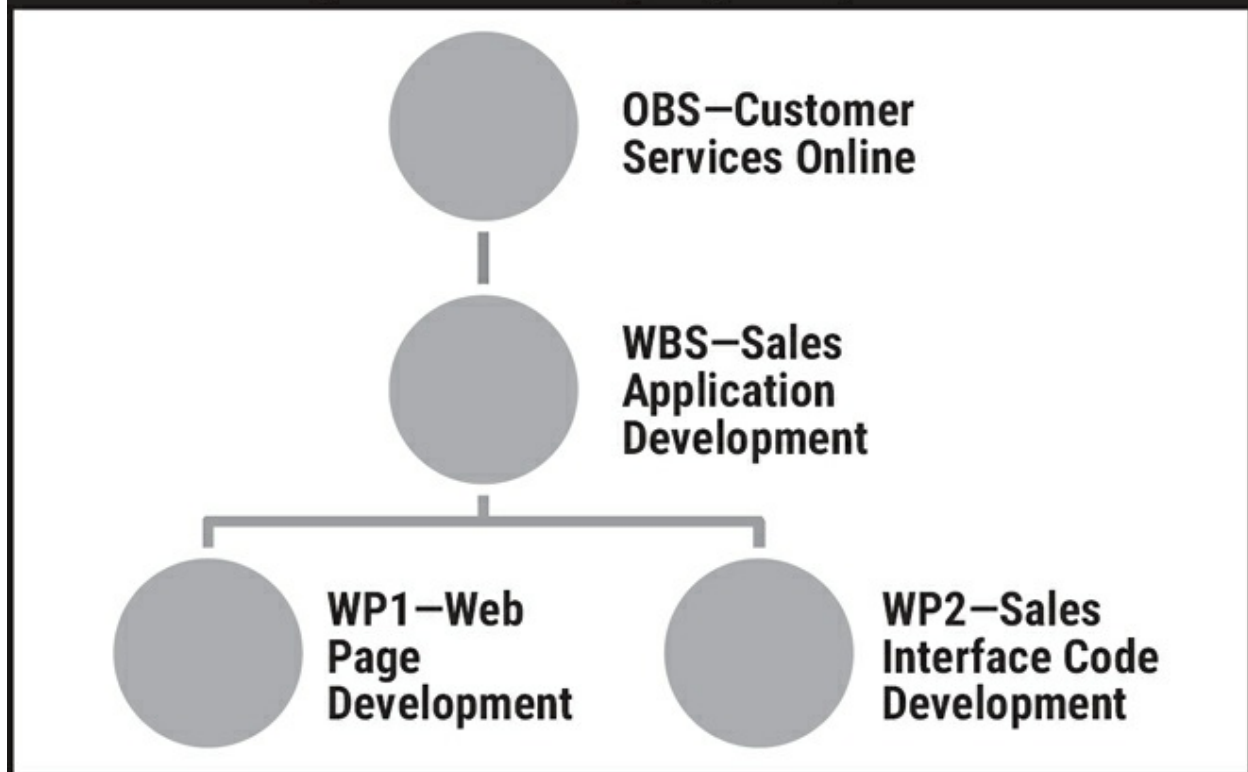 OBS—Customer
Services Online
WBS—Sales
Application
Development
WP1—Web
Page
Development
WP2—Sales
Interface Code
Development